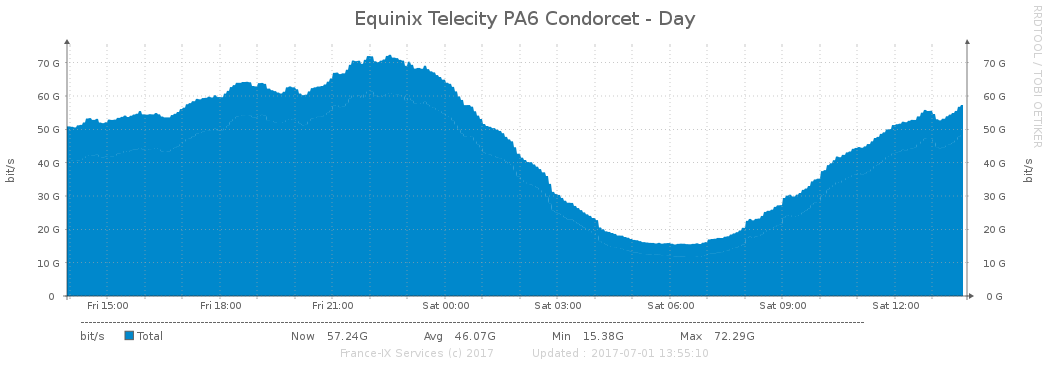 Equinix Telecity PA6 Condorcet - Day
RRDTOOL / TOBI OETIKER
bit/s
70 G 70 G
60 G 60 G
50 G 50 G
40 G 40 G
30 G 30 G
20 G 20 G
10 G 10 G
0 0 G
bit/s
Fri 15:00 Fri 18:00 Fri 21:00 Sat 00:00 Sat 03:00 Sat 06:00 Sat 09:00 Sat 12:00
bit/s Total Now 57.24G Avg 46.07G Min 15.38G Max 72.29G
France-IX Services (c) 2017 Updated : 2017-07-01 13:55:10